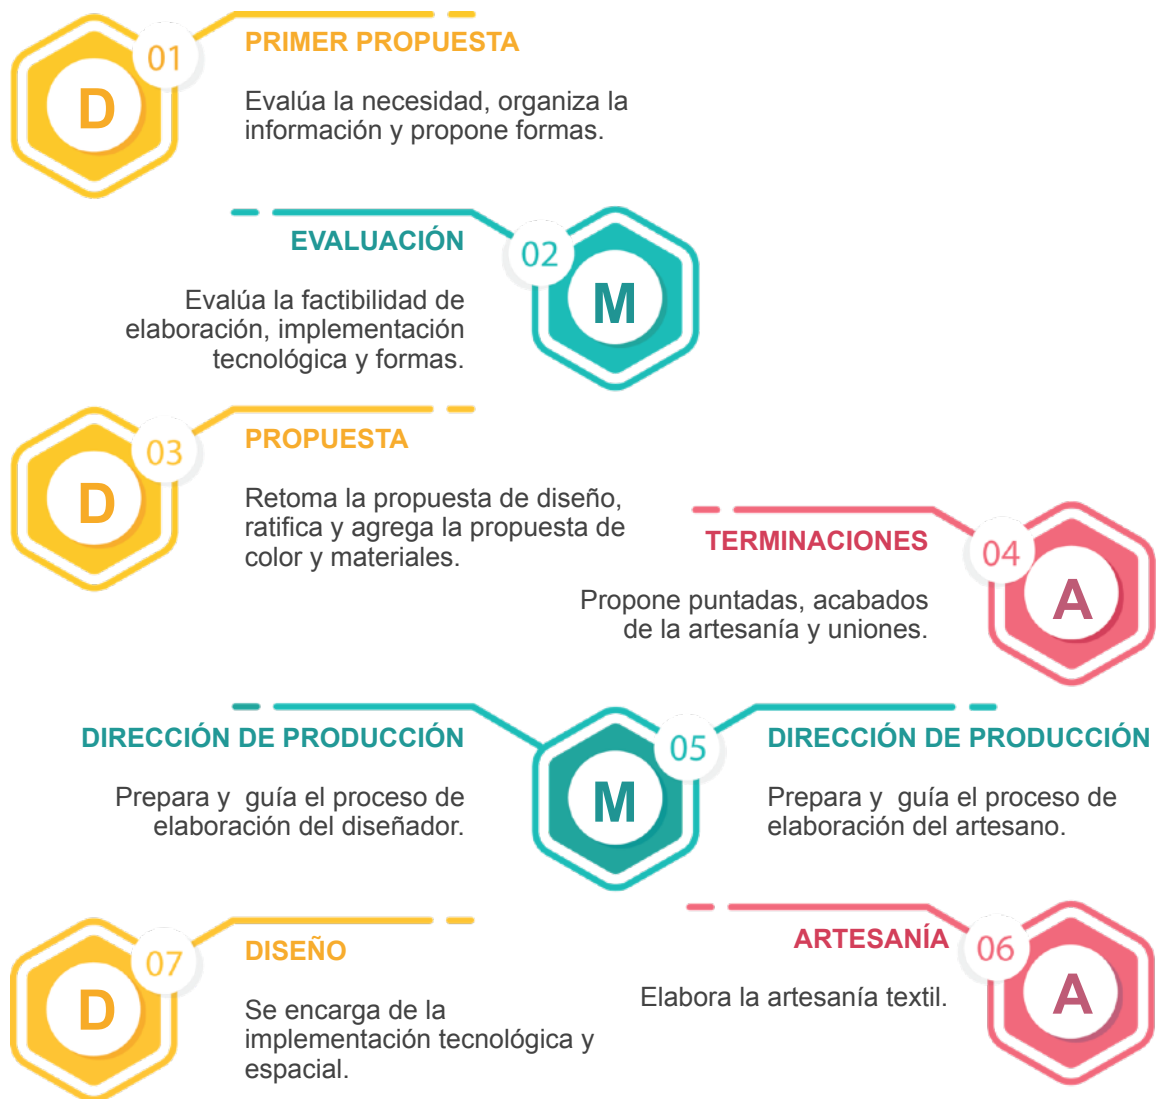 01
D
PRIMER PROPUESTA
Evalúa la necesidad, organiza la
información y propone formas.
02
M
EVALUACIÓN
Evalúa la factibilidad de
elaboración, implementación
tecnológica y formas.
03
D
PROPUESTA
Retoma la propuesta de diseño,
ratifica y agrega la propuesta de
color y materiales.
04
A
TERMINACIONES
Propone puntadas, acabados
de la artesanía y uniones.
DIRECCIÓN DE PRODUCCIÓN
Prepara y  guía el proceso de
elaboración del diseñador.
05
M
DIRECCIÓN DE PRODUCCIÓN
Prepara y  guía el proceso de
elaboración del artesano.
06
A
ARTESANÍA
Elabora la artesanía textil.
07
D
DISEÑO
Se encarga de la
implementación tecnológica y
espacial.